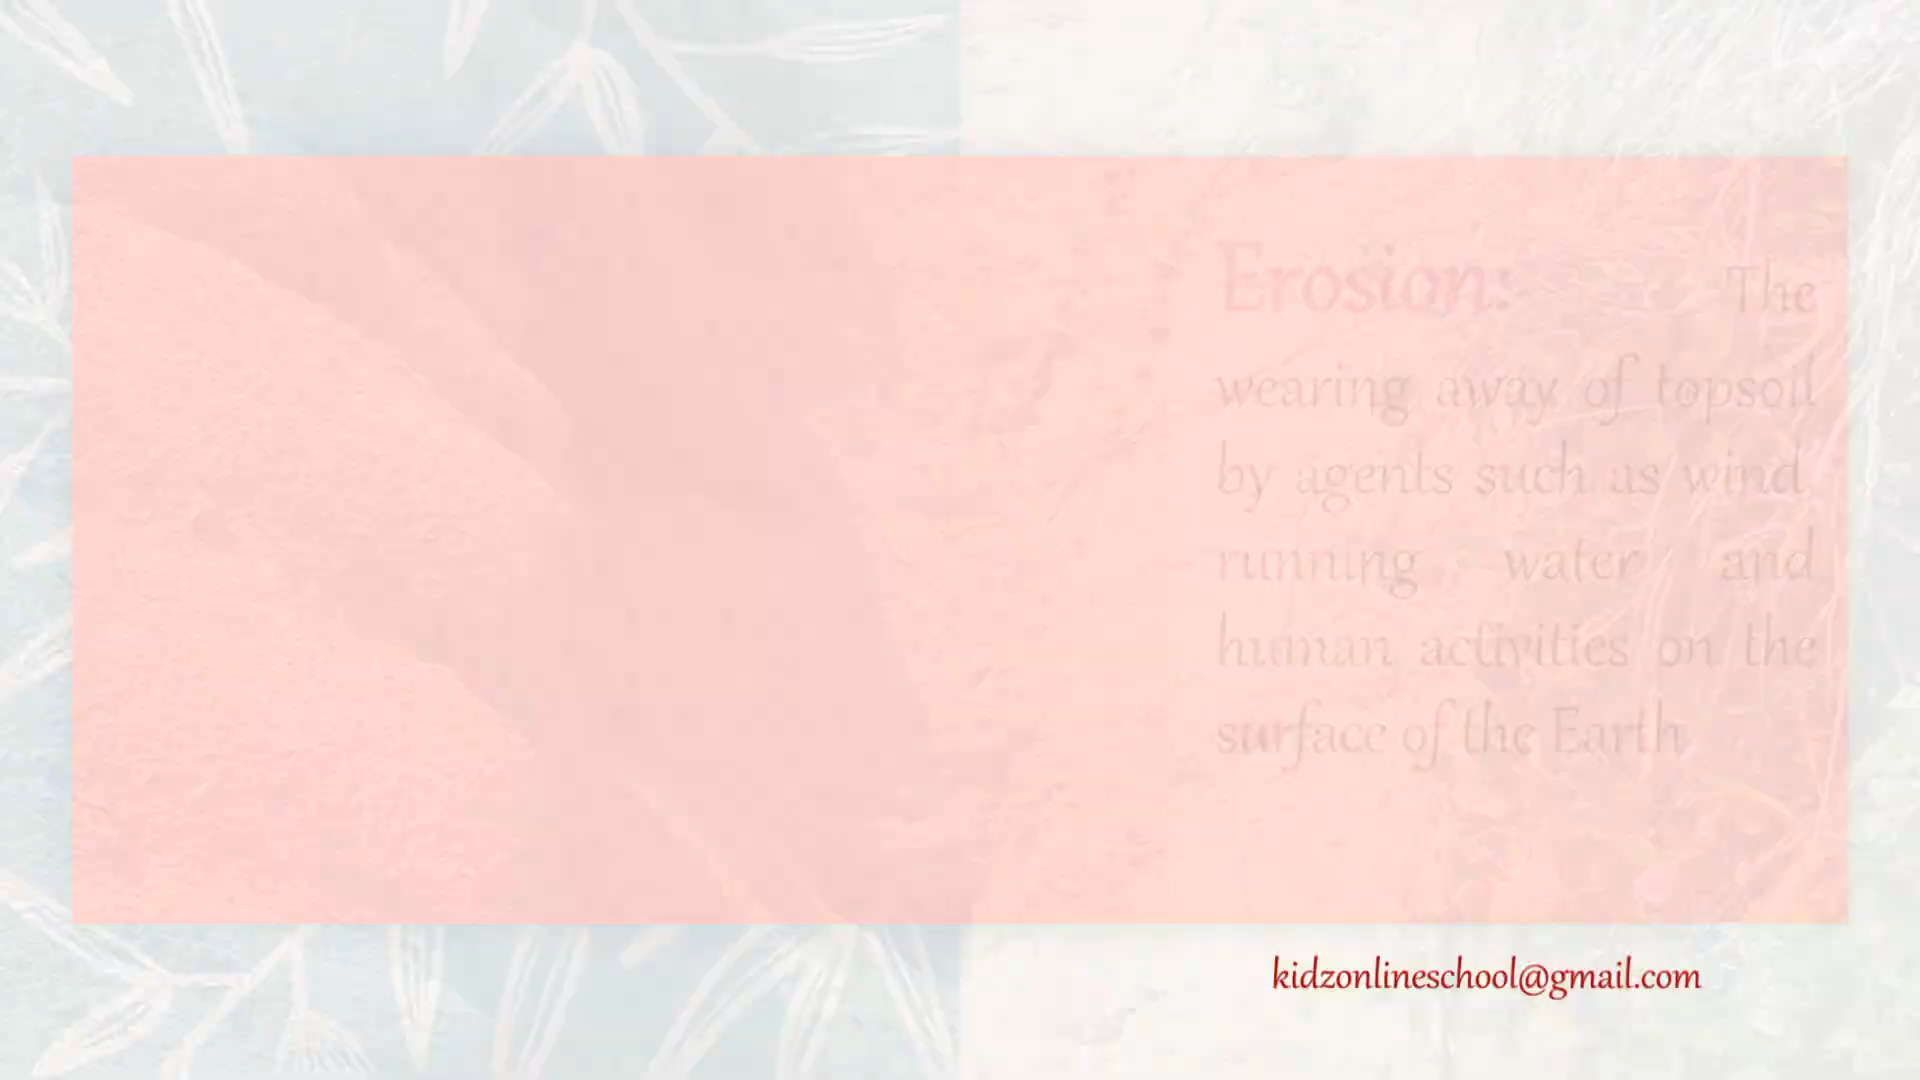 Erosion: The
wearing away of topsoil
by agents such as wind
running water and
human activities on the
surface of the Earth
kidzonlineschool@gmail.com